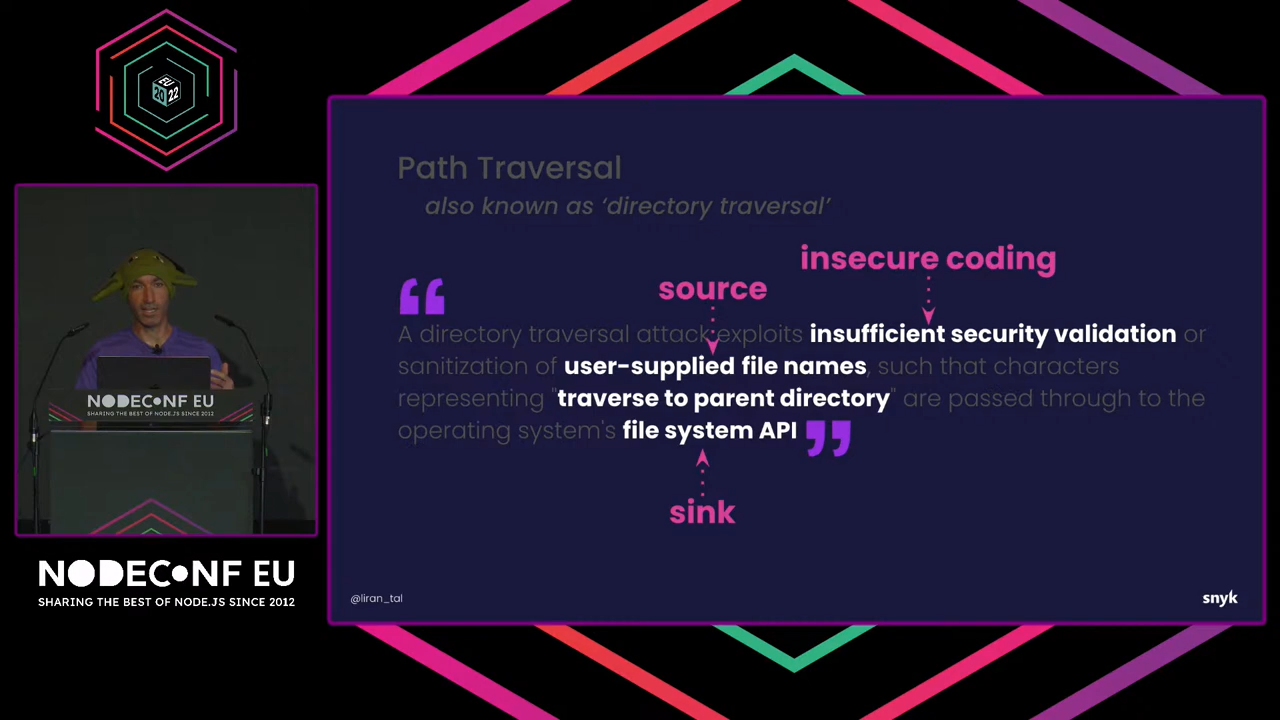 EU
20
22
Path Traversal
also known as ‘directory traversal’
insecure coding
source
“
A directory traversal attack exploits insufficient security validation or
sanitization of user-supplied file names, such that characters
representing "traverse to parent directory" are passed through to the
operating system's file system API ”
sink
@liran_tal
snyk
NODECONF EU
SHARING THE BEST OF NODE.JS SINCE 2012
NODECONF EU
SHARING THE BEST OF NODE.JS SINCE 2012